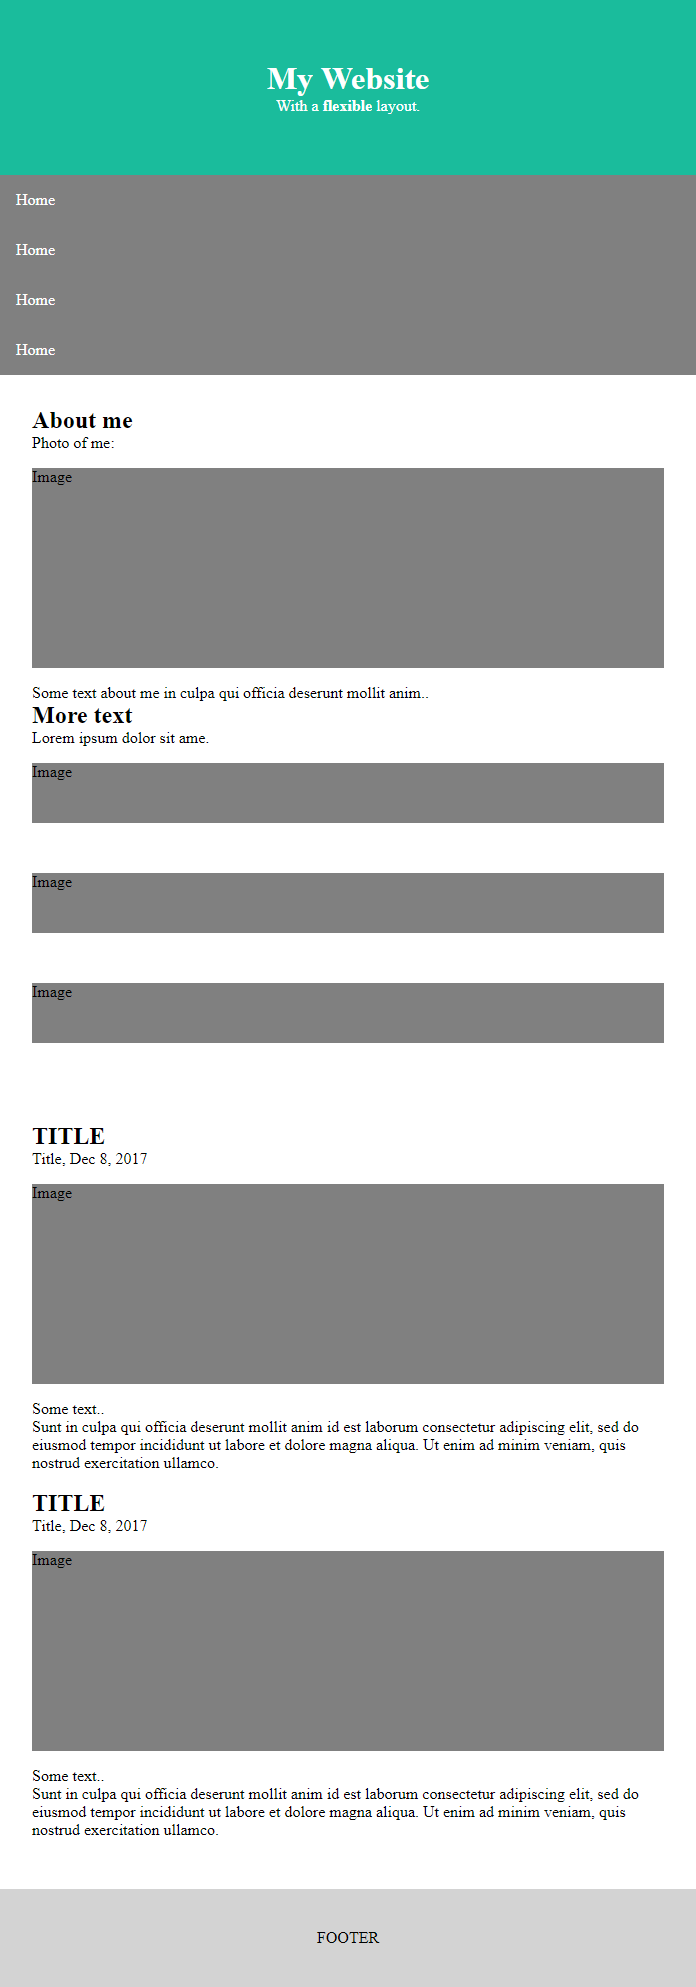 My Website
With a flexible layout.
Home
Home
Home
Home
About me
Photo of me:
Image
Some text about me in culpa qui officia deserunt mollit anim..
More text
Lorem ipsum dolor sit ame.
Image
Image
Image
TITLE
Title, Dec 8, 2017
Image
Some text..
Sunt in culpa qui officia deserunt mollit anim id est laborum consectetur adipiscing elit, sed do
eiusmod tempor incididunt ut labore et dolore magna aliqua. Ut enim ad minim veniam, quis
nostrud exercitation ullamco.
TITLE
Title, Dec 8, 2017
Image
Some text..
Sunt in culpa qui officia deserunt mollit anim id est laborum consectetur adipiscing elit, sed do
eiusmod tempor incididunt ut labore et dolore magna aliqua. Ut enim ad minim veniam, quis
nostrud exercitation ullamco.
FOOTER